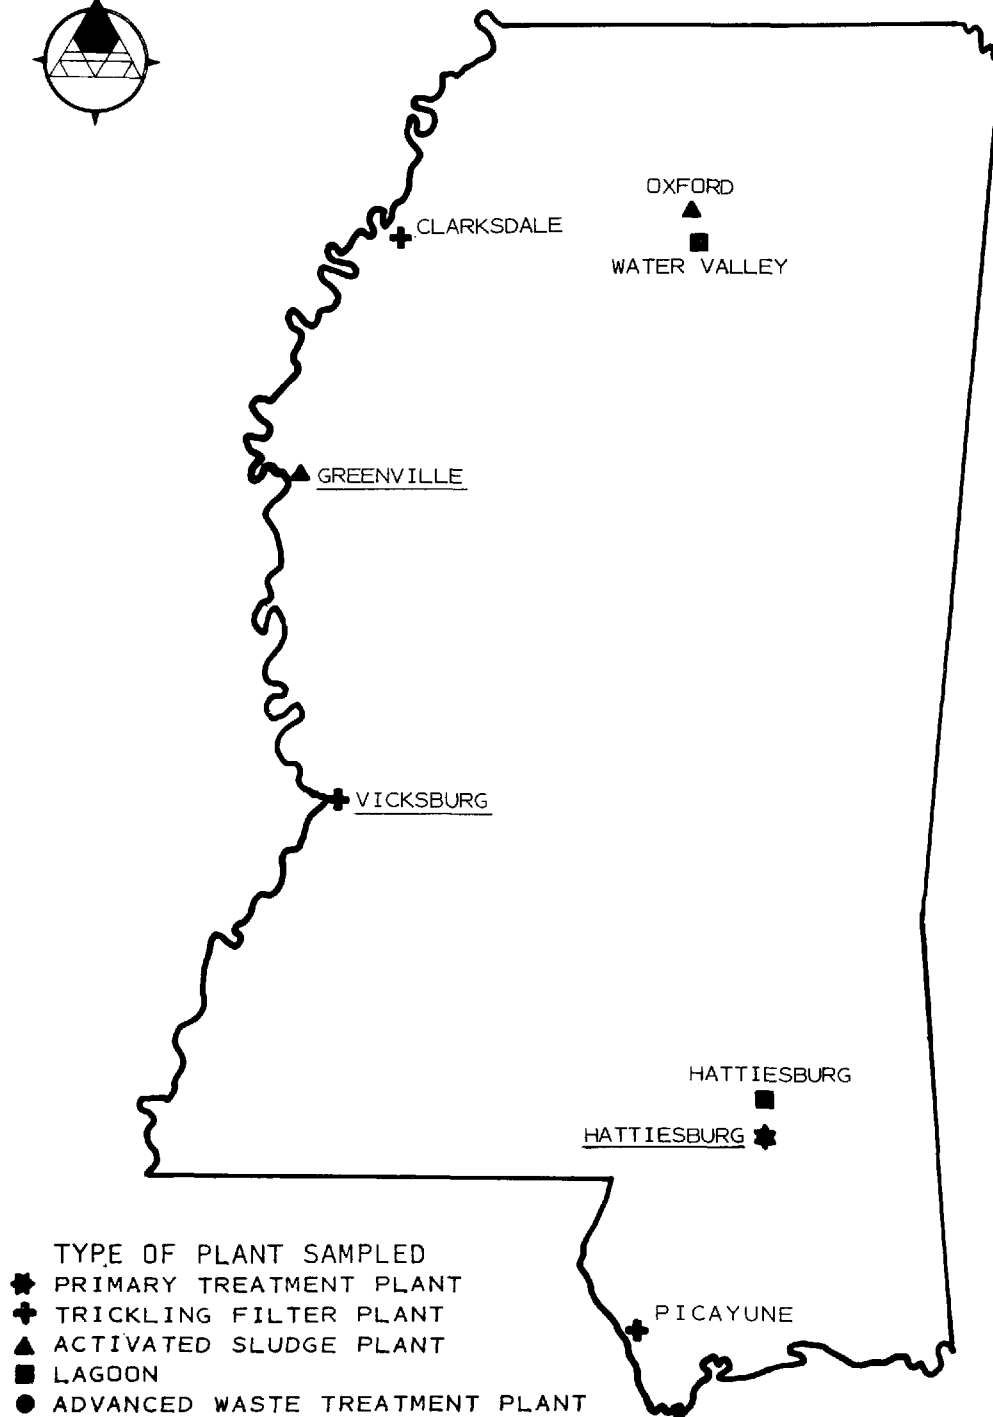 OXFORD
CLARKSDALE
WATER VALLEY
GREENVILLE
VICKSBURG
HATTIESBURG
HATTIESBURG
PICAYUNE
TYPE OF PLANT SAMPLED
PRIMARY TREATMENT PLANT
TRICKLING FILTER PLANT
ACTIVATED SLUDGE PLANT
LAGOON
ADVANCED WASTE TREATMENT PLANT